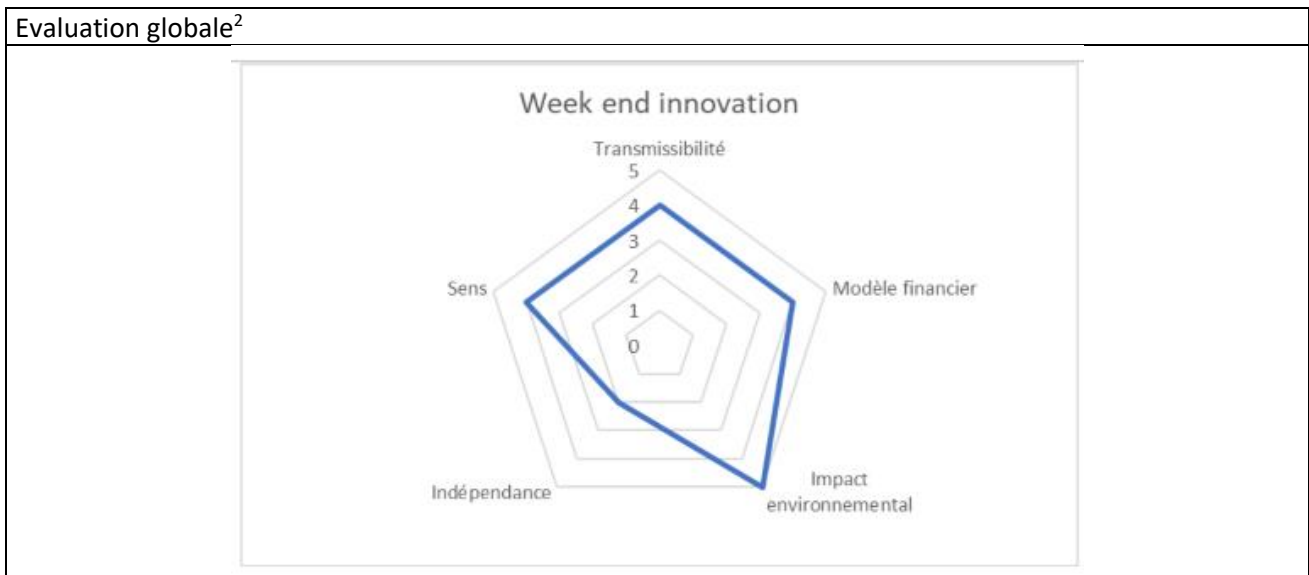 Evaluation globale²
Week end innovation
Transmissibilité
5
4
3
2
1
0
Sens
Modèle financier
Indépendance
Impact
environnemental